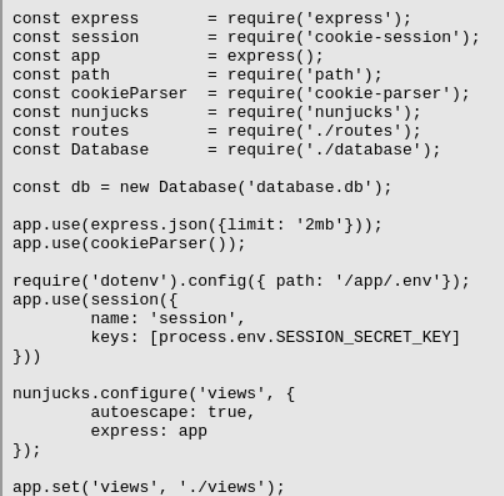 const express       = require('express');
const session       = require('cookie-session');
const app           = express();
const path          = require('path');
const cookieParser  = require('cookie-parser');
const nunjucks      = require('nunjucks');
const routes        = require('./routes');
const Database      = require('./database');

const db = new Database('database.db');

app.use(express.json({limit: '2mb'}));
app.use(cookieParser());

require('dotenv').config({ path: '/app/.env'});
app.use(session({
        name: 'session',
        keys: [process.env.SESSION_SECRET_KEY]
}))

nunjucks.configure('views', {
        autoescape: true,
        express: app
});

app.set('views', './views');